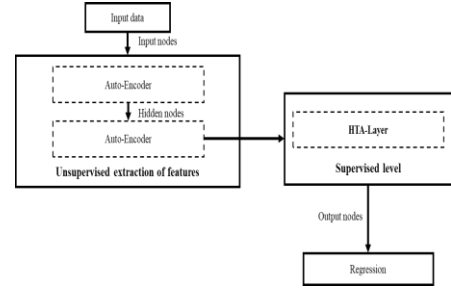 Input data
Input nodes
Auto-Encoder
Hidden nodes
Auto-Encoder
Unsupervised extraction of features
HTA-Layer
Supervised level
Output nodes
Regression